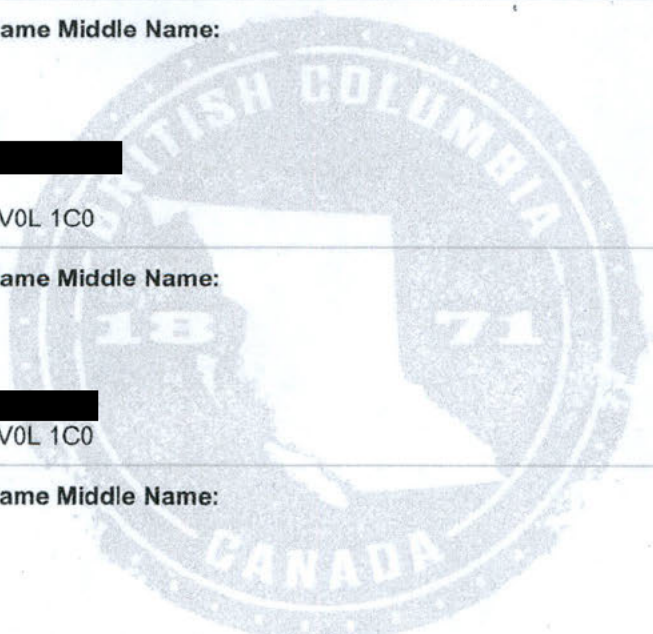 ame Middle Name:
BRITISH COLUMBIA
V0L 1C0
ame Middle Name:
18 71
V0L 1C0
ame Middle Name:
CANADA